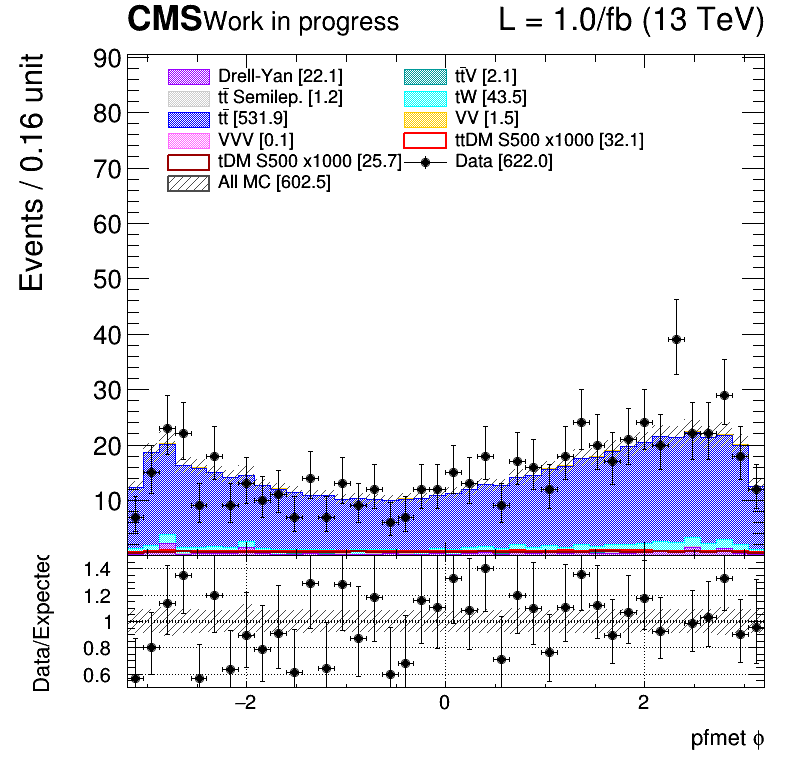 CMS Work in progress L = 1.0/fb (13 TeV)
Events / 0.16 unit
90
80
70
60
50
40
30
20
10
Drell-Yan [22.1] tt̄V [2.1]
tt̄ Semilep. [1.2] tW [43.5]
tt̄ [531.9] VV [1.5]
VVV [0.1] ttDM S500 x1000 [32.1]
tDM S500 x1000 [25.7] Data [622.0]
All MC [602.5]
Data/Expected
1.4
1.2
1
0.8
0.6
−2 0 2
pfmet ϕ